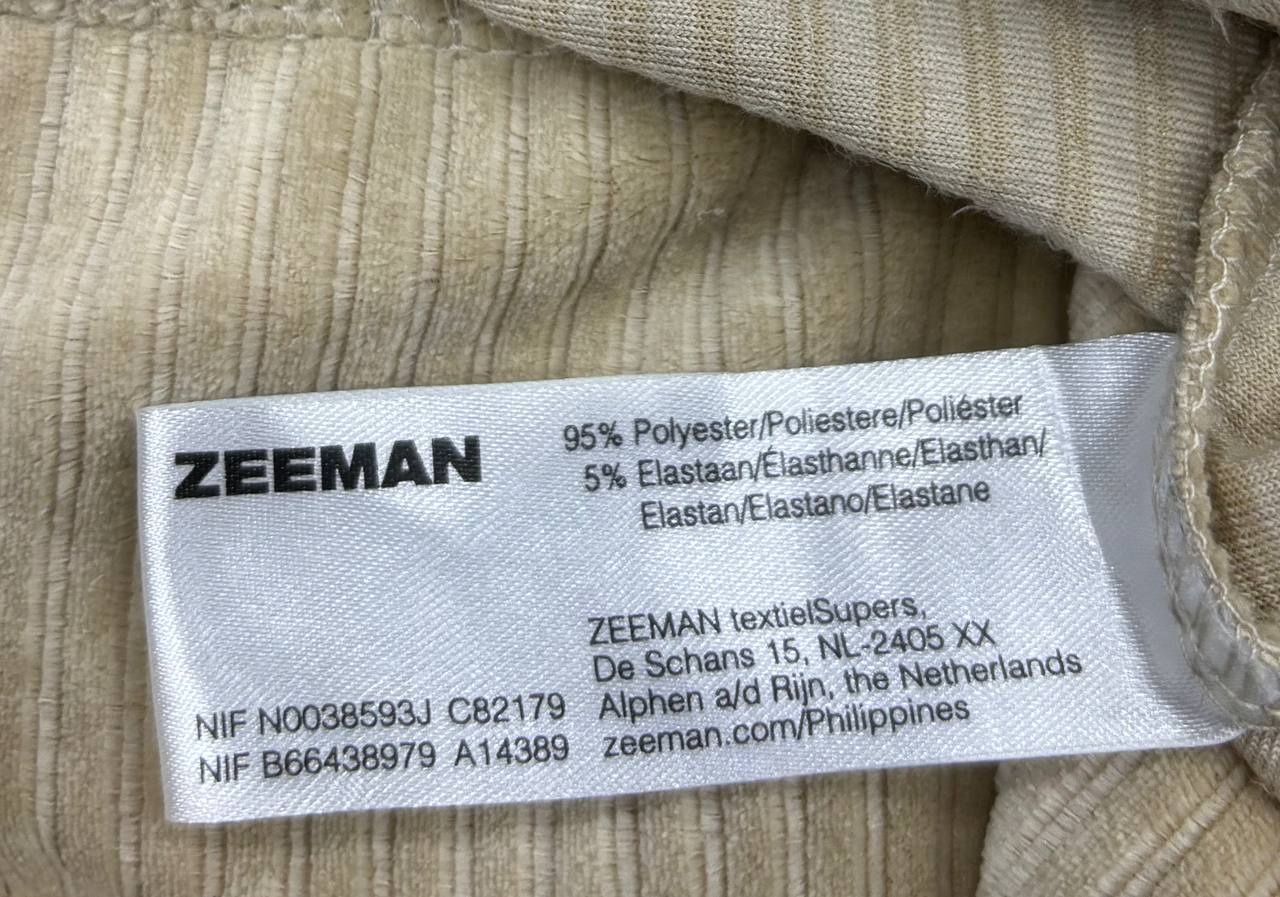 ZEEMAN
95% Polyester/Poliestere/Poliéster
5% Elastaan/Élasthanne/Elasthan/
Elastan/Elastano/Elastane
ZEEMAN textielSupers,
De Schans 15, NL-2405 XX
Alphen a/d Rijn, the Netherlands
zeeman.com/Philippines
NIF N0038593J C82179
NIF B66438979 A14389